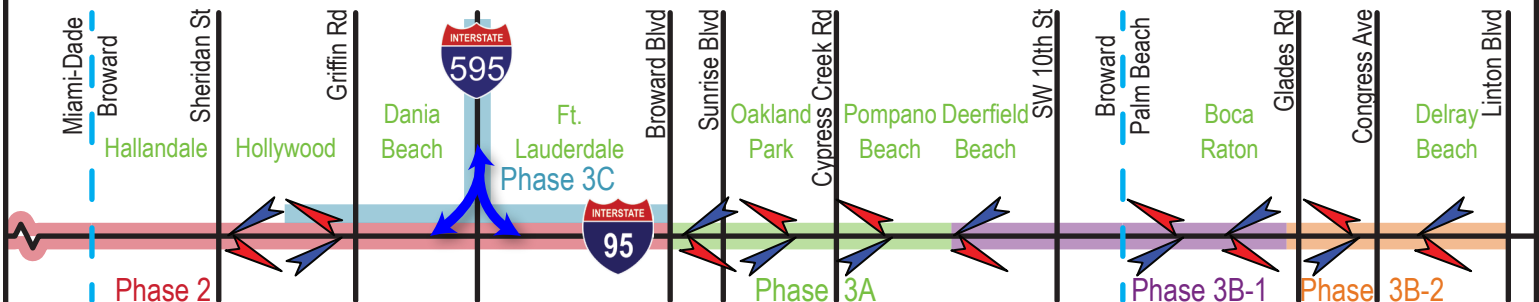 Miami-Dade
Broward
Hallandale
Sheridan St
Hollywood
Griffin Rd
Dania
Beach
INTERSTATE
595
Ft.
Lauderdale
Phase 3C
INTERSTATE
95
Broward Blvd
Sunrise Blvd
Oakland
Park
Cypress Creek Rd
Pompano
Beach
Deerfield
Beach
SW 10th St
Broward
Palm Beach
Boca
Raton
Glades Rd
Congress Ave
Delray
Beach
Linton Blvd
Phase 2
Phase 3A
Phase 3B-1
Phase 3B-2